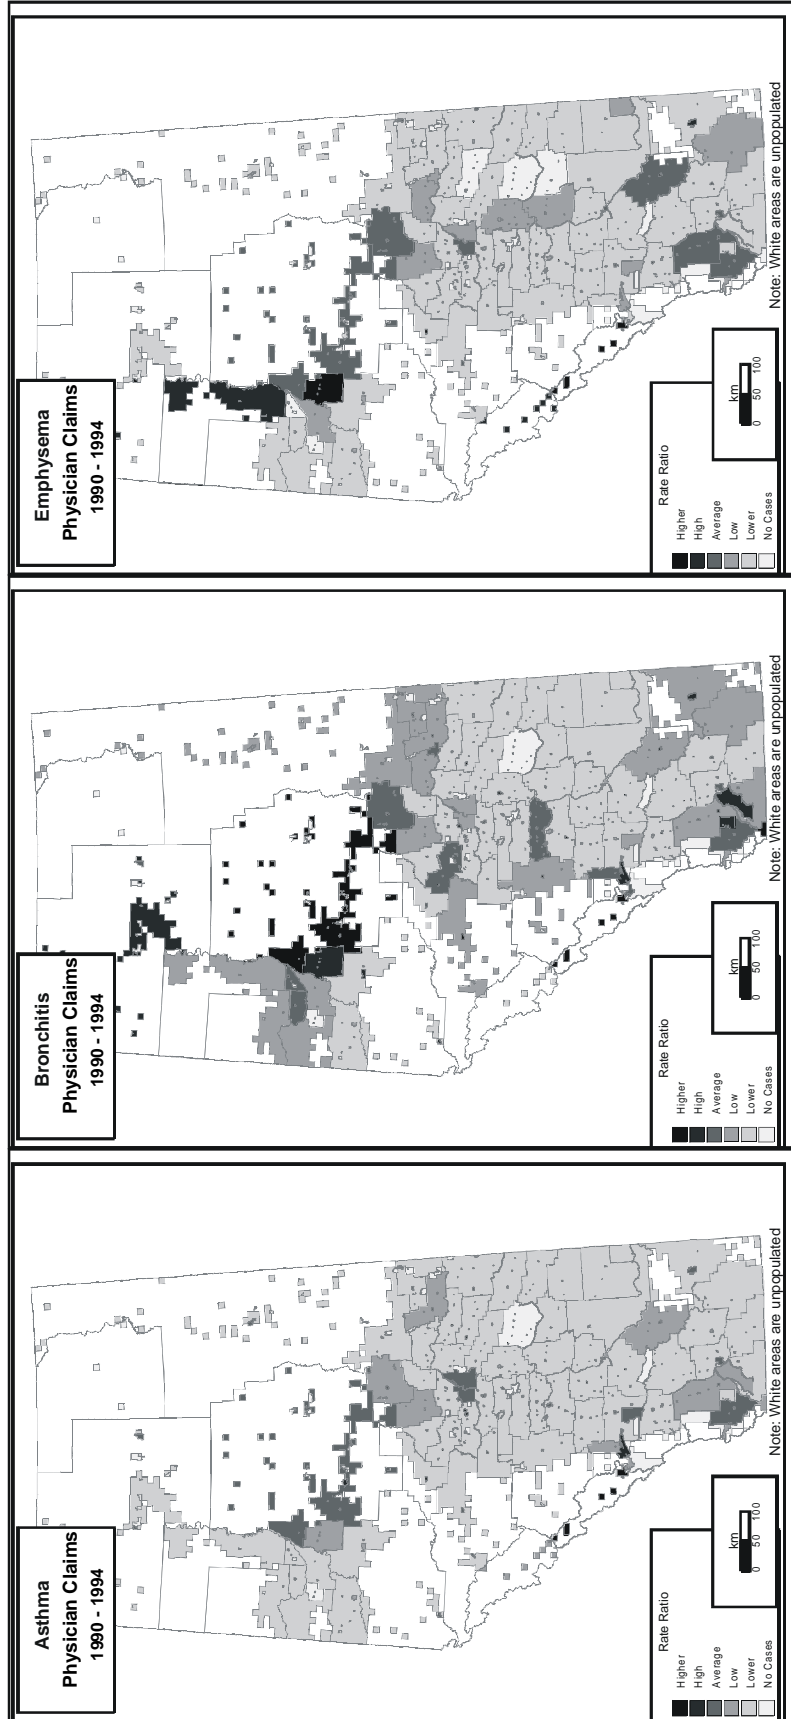 Emphysema
Physician Claims
1990 - 1994
Rate Ratio
Higher
High
Average
Low
Lower
No Cases
km
0 50 100
Note: White areas are unpopulated
Bronchitis
Physician Claims
1990 - 1994
Rate Ratio
Higher
High
Average
Low
Lower
No Cases
km
0 50 100
Note: White areas are unpopulated
Asthma
Physician Claims
1990 - 1994
Rate Ratio
Higher
High
Average
Low
Lower
No Cases
km
0 50 100
Note: White areas are unpopulated